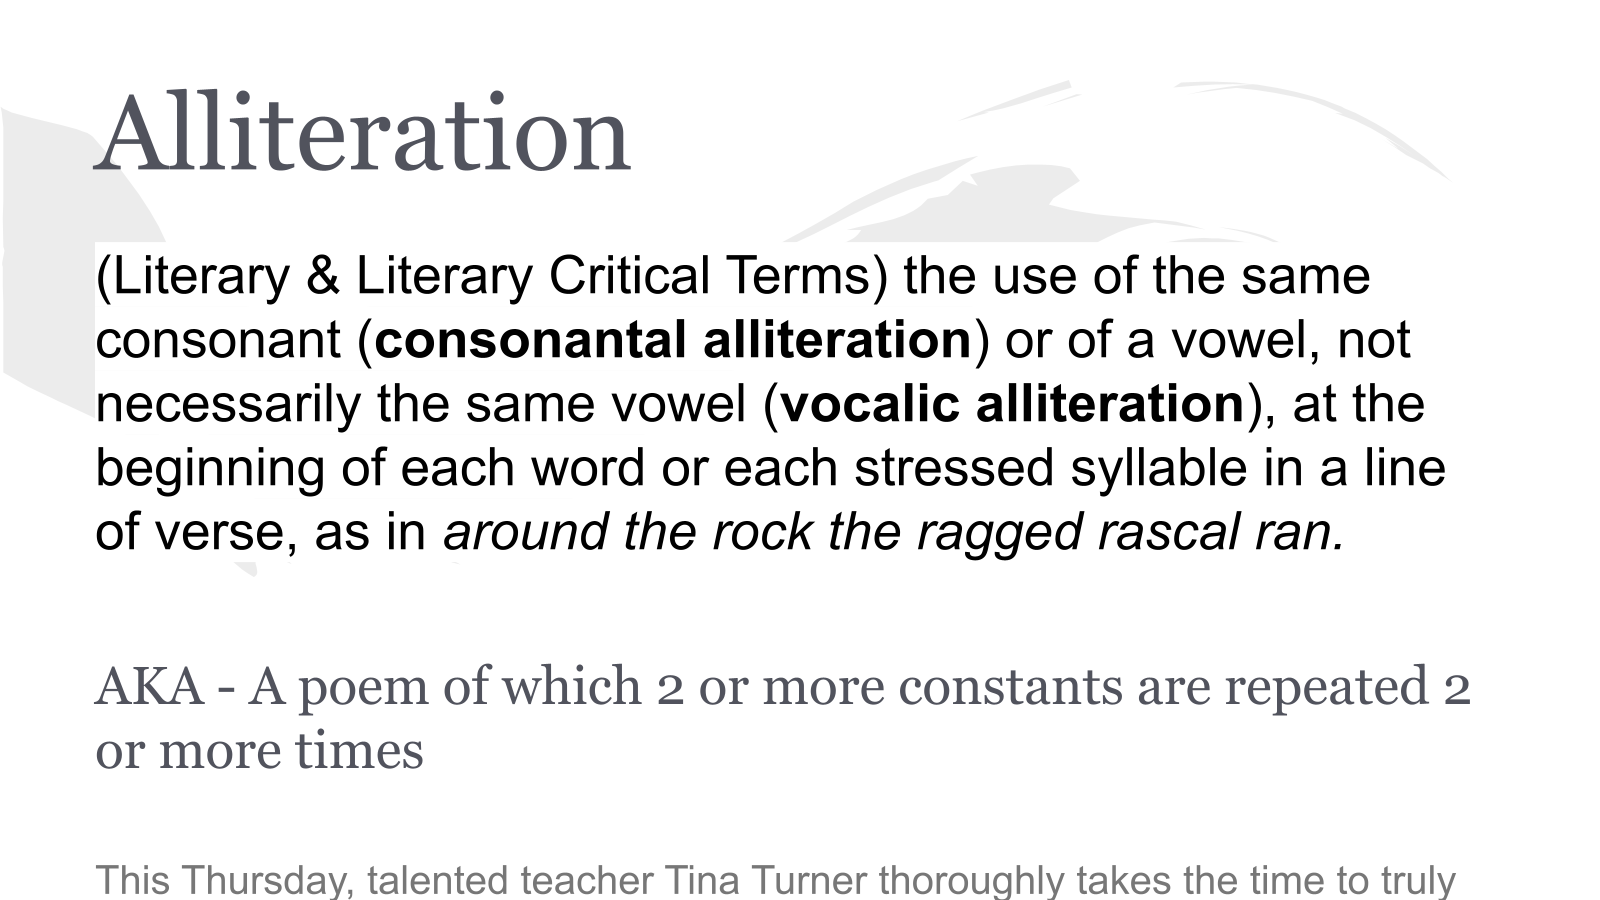 Alliteration
(Literary & Literary Critical Terms) the use of the same
consonant (consonantal alliteration) or of a vowel, not
necessarily the same vowel (vocalic alliteration), at the
beginning of each word or each stressed syllable in a line
of verse, as in around the rock the ragged rascal ran.
AKA - A poem of which 2 or more constants are repeated 2
or more times
This Thursday, talented teacher Tina Turner thoroughly takes the time to truly